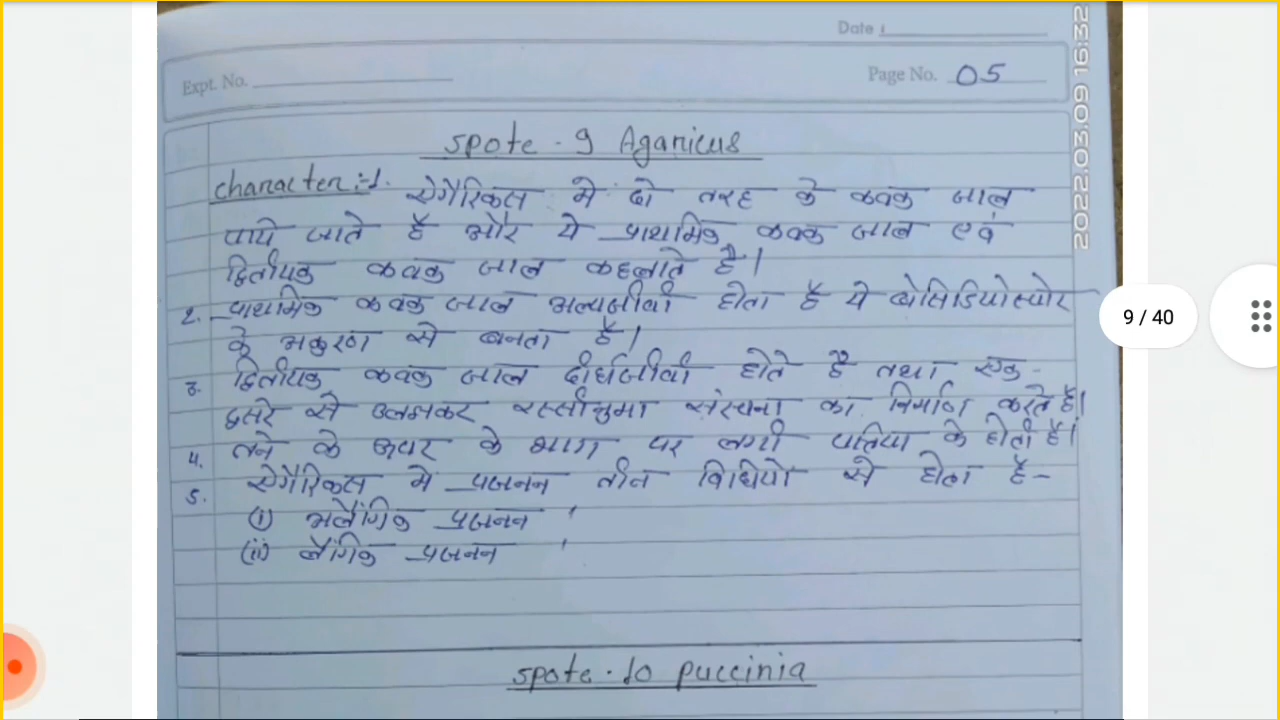 Date :
Expt. No.
Page No. 05
2022.03.09 16:32
spote - 9 Aganicus
character :- 1. ऐगैरिकस मे दो तरह के कवक जाल
पाये जाते है और ये प्राथमिक कवक जाल एवं
द्वितीयक कवक जाल कहलाते है।
2. प्राथमिक कवक जाल अल्पजीवी होता है ये बेसिडियोस्पोर
के अंकुरण से बनता है।
3. द्वितीयक कवक जाल दीर्घजीवी होते है तथा एक-
दूसरे से उलझकर रस्सीनुमा संरचना का निर्माण करते है।
9 / 40
4. तने के ऊपर के भाग पर लगी पत्तिया के होती है।
5. ऐगैरिकस मे प्रजनन तीन विधियो से होता है-
(i) अलैंगिक प्रजनन ,
(ii) लैंगिक प्रजनन ,
spote - 10 puccinia